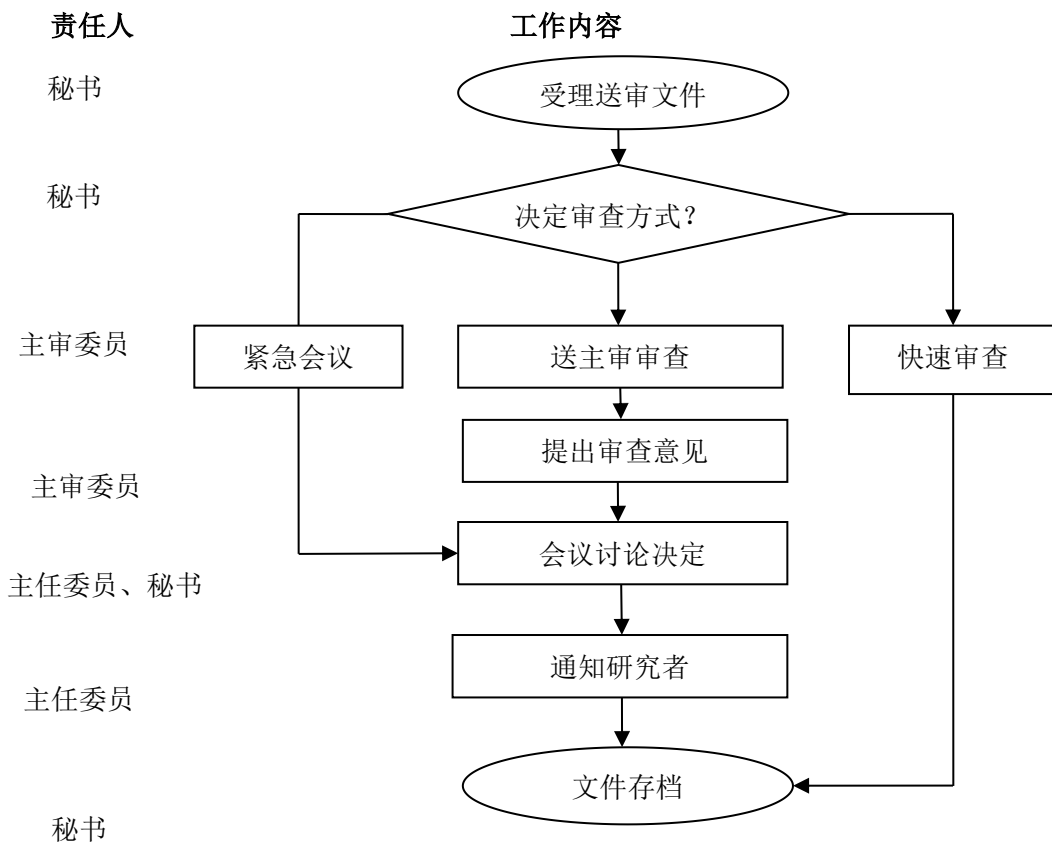 责任人 工作内容
秘书
受理送审文件
秘书
决定审查方式？
主审委员
紧急会议 送主审审查 快速审查
提出审查意见
主审委员
会议讨论决定
主任委员、秘书
通知研究者
主任委员
文件存档
秘书